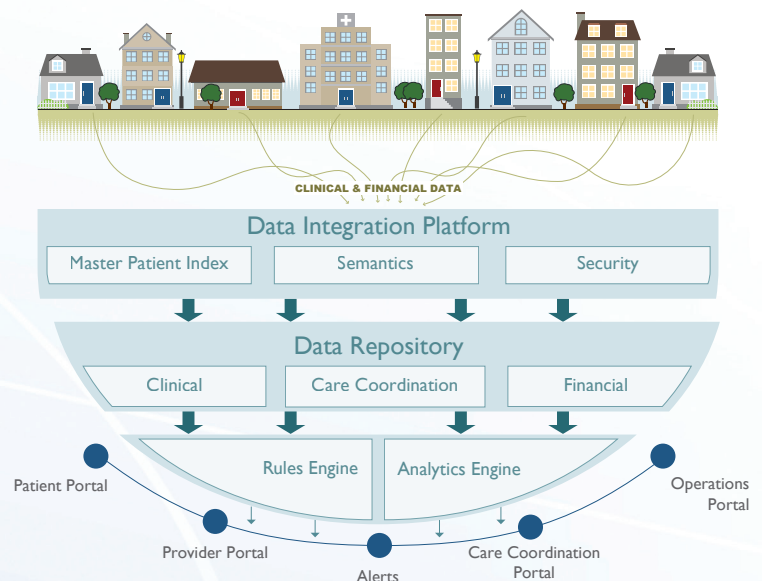 CLINICAL & FINANCIAL DATA
Data Integration Platform
Master Patient Index
Semantics
Security
Data Repository
Clinical
Care Coordination
Financial
Rules Engine
Analytics Engine
Patient Portal
Provider Portal
Alerts
Care Coordination
Portal
Operations
Portal